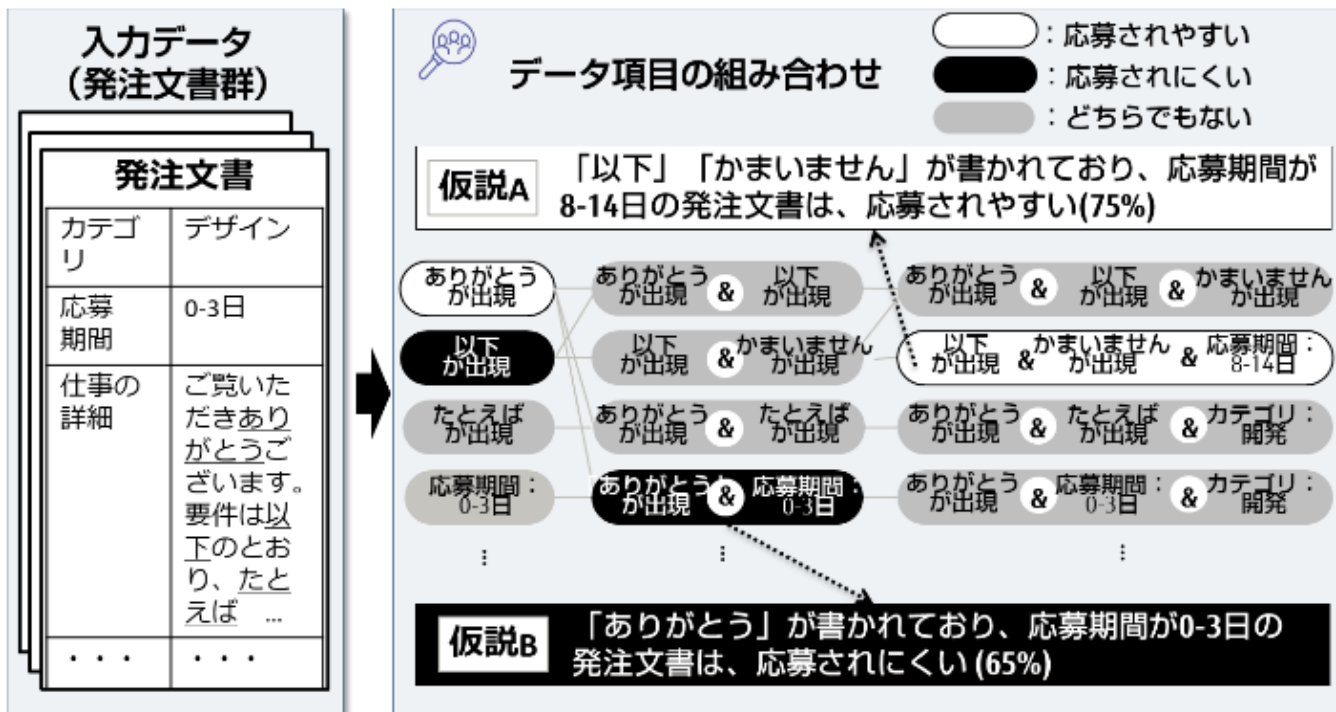 入力データ
（発注文書群）
発注文書
カテゴ
リ
デザイン
応募
期間
0-3日
仕事の
詳細
ご覧いた
だきあり
がとうご
ざいます。
要件は以
下のとお
り、たと
えば ...
・・・
・・・
データ項目の組み合わせ
：応募されやすい
：応募されにくい
：どちらでもない
仮説A
「以下」「かまいません」が書かれており、応募期間が
8-14日の発注文書は、応募されやすい(75%)
ありがとう
が出現
ありがとう
が出現
&
以下
が出現
ありがとう
が出現
&
以下
が出現
&
かまいません
が出現
以下
が出現
以下
が出現
&
かまいません
が出現
以下
が出現
&
かまいません
が出現
&
応募期間：
8-14日
たとえば
が出現
ありがとう
が出現
&
たとえば
が出現
ありがとう
が出現
&
たとえば
が出現
&
カテゴリ：
開発
応募期間：
0-3日
ありがとう
が出現
&
応募期間：
0-3日
ありがとう
が出現
&
応募期間：
0-3日
&
カテゴリ：
開発
⋮
⋮
⋮
仮説B
「ありがとう」が書かれており、応募期間が0-3日の
発注文書は、応募されにくい (65%)